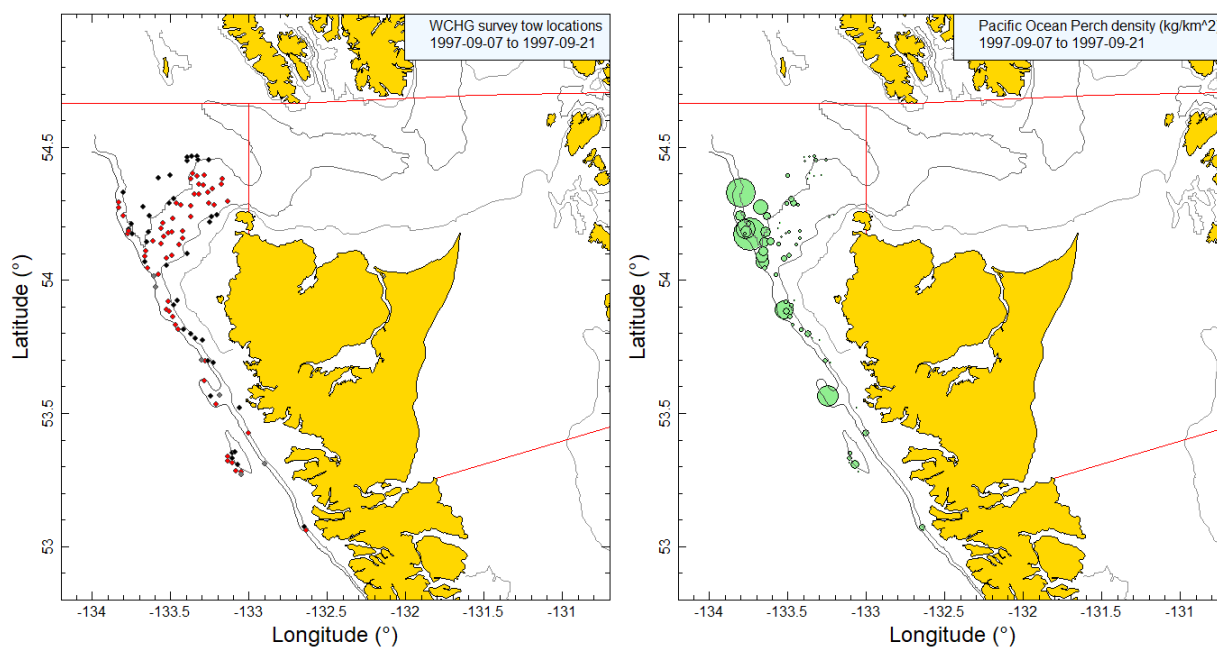 WCHG survey tow locations
1997-09-07 to 1997-09-21
Latitude (°)
54.5
54
53.5
53
-134
-133.5
-133
-132.5
-132
-131.5
-131
Longitude (°)
Pacific Ocean Perch density (kg/km^2)
1997-09-07 to 1997-09-21
Latitude (°)
54.5
54
53.5
53
-134
-133.5
-133
-132.5
-132
-131.5
-131
Longitude (°)